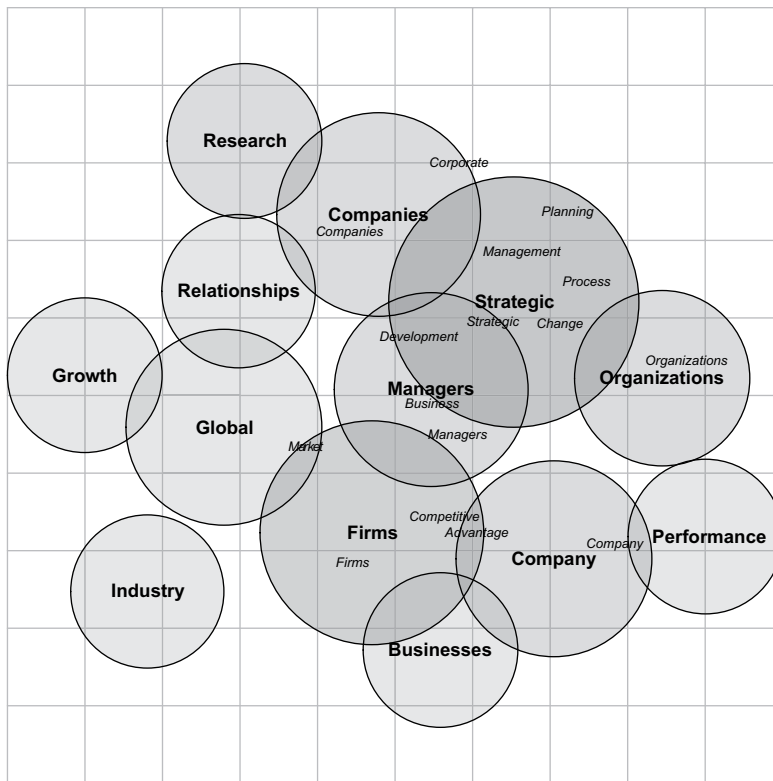 Research
Corporate
Planning
Companies
Companies
Management
Process
Relationships
Strategic
Strategic
Change
Development
Organizations
Growth
Organizations
Managers
Business
Global
Managers
Market
Competitive
Firms
Advantage
Performance
Company
Company
Firms
Industry
Businesses